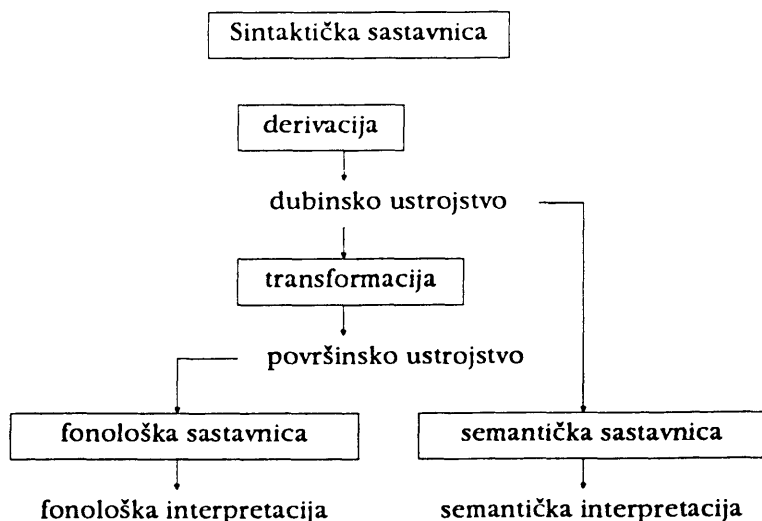 Sintaktička sastavnica
derivacija
dubinsko ustrojstvo
transformacija
površinsko ustrojstvo
fonološka sastavnica
semantička sastavnica
fonološka interpretacija
semantička interpretacija